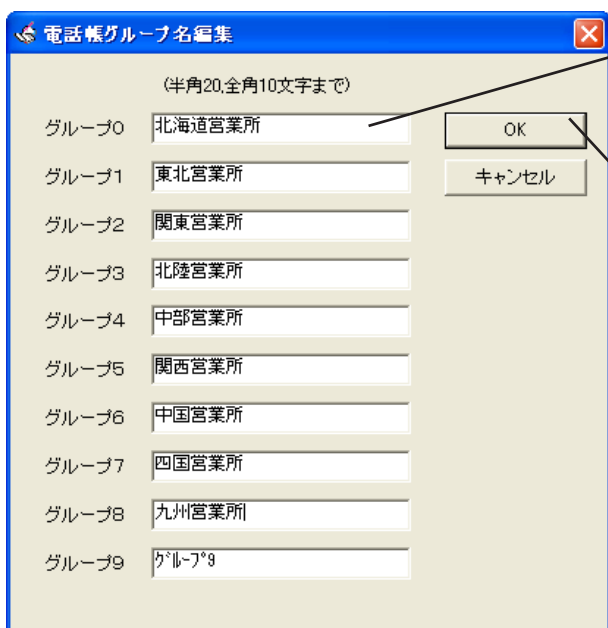 電話帳グループ名編集
(半角20,全角10文字まで)
グループ0 北海道営業所 OK
グループ1 東北営業所 キャンセル
グループ2 関東営業所
グループ3 北陸営業所
グループ4 中部営業所
グループ5 関西営業所
グループ6 中国営業所
グループ7 四国営業所
グループ8 九州営業所
グループ9 グループ9